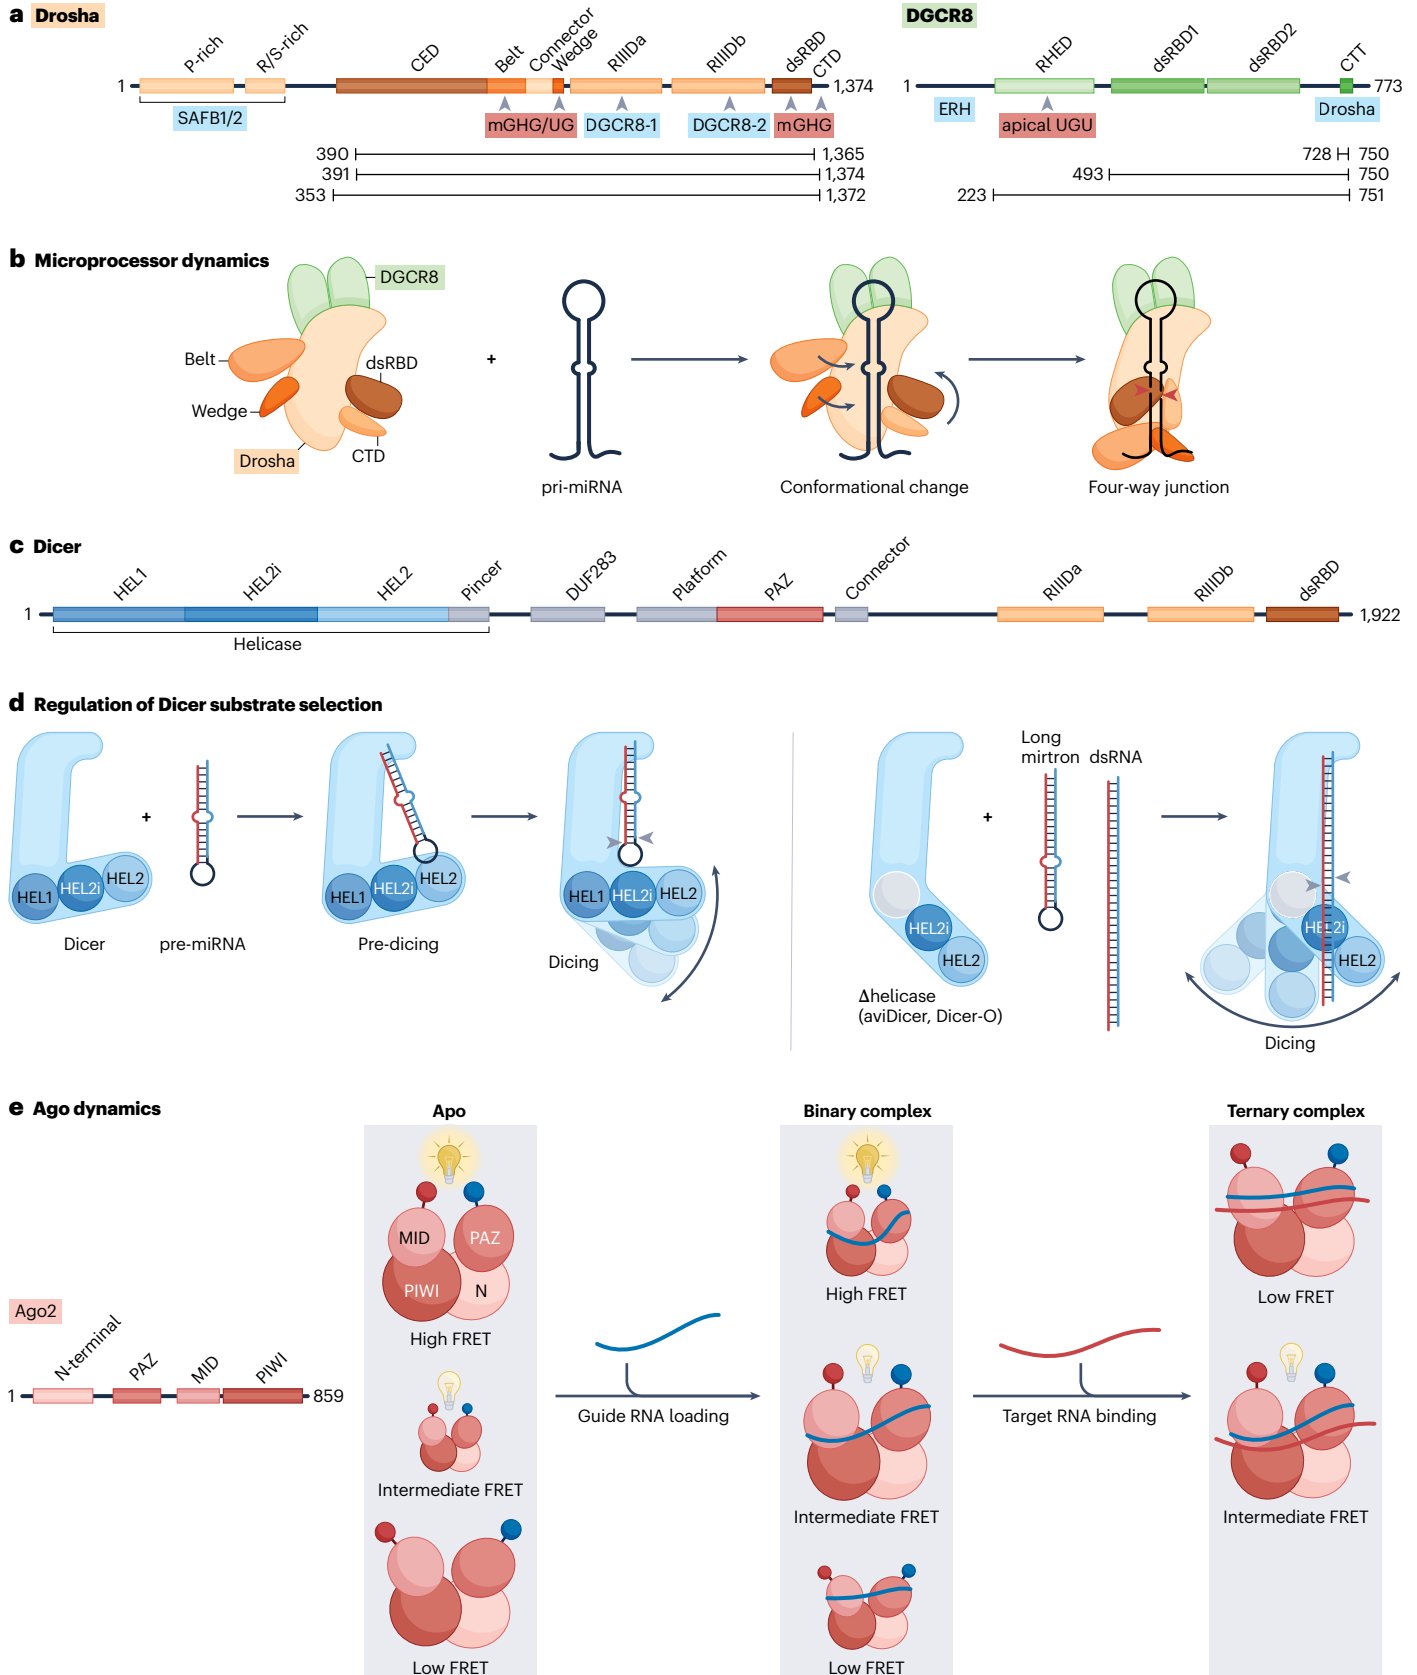 a Drosha
P-rich
R/S-rich
CED
Belt
Connector
Wedge
RIIIDa
RIIIDb
dsRBD
CTD
1
1,374
SAFB1/2
mGHG/UG
DGCR8-1
DGCR8-2
mGHG
390
1,365
391
1,374
353
1,372
DGCR8
RHED
dsRBD1
dsRBD2
CTT
1
773
ERH
apical UGU
Drosha
728
750
493
750
223
751
b Microprocessor dynamics
DGCR8
Belt
dsRBD
Wedge
Drosha
CTD
+
pri-miRNA
Conformational change
Four-way junction
c Dicer
HEL1
HEL2i
HEL2
Pincer
DUF283
Platform
PAZ
Connector
RIIIDa
RIIIDb
dsRBD
1
1,922
Helicase
d Regulation of Dicer substrate selection
HEL1
HEL2i
HEL2
Dicer
+
pre-miRNA
HEL1
HEL2i
HEL2
Pre-dicing
HEL1
HEL2i
HEL2
Dicing
HEL2i
HEL2
Δhelicase
(aviDicer, Dicer-O)
+
Long
mirtron
dsRNA
HEL2i
HEL2
Dicing
e Ago dynamics
Ago2
N-terminal
PAZ
MID
PIWI
1
859
Apo
MID
PAZ
PIWI
N
High FRET
Intermediate FRET
Low FRET
Guide RNA loading
Binary complex
High FRET
Intermediate FRET
Low FRET
Target RNA binding
Ternary complex
Low FRET
Intermediate FRET